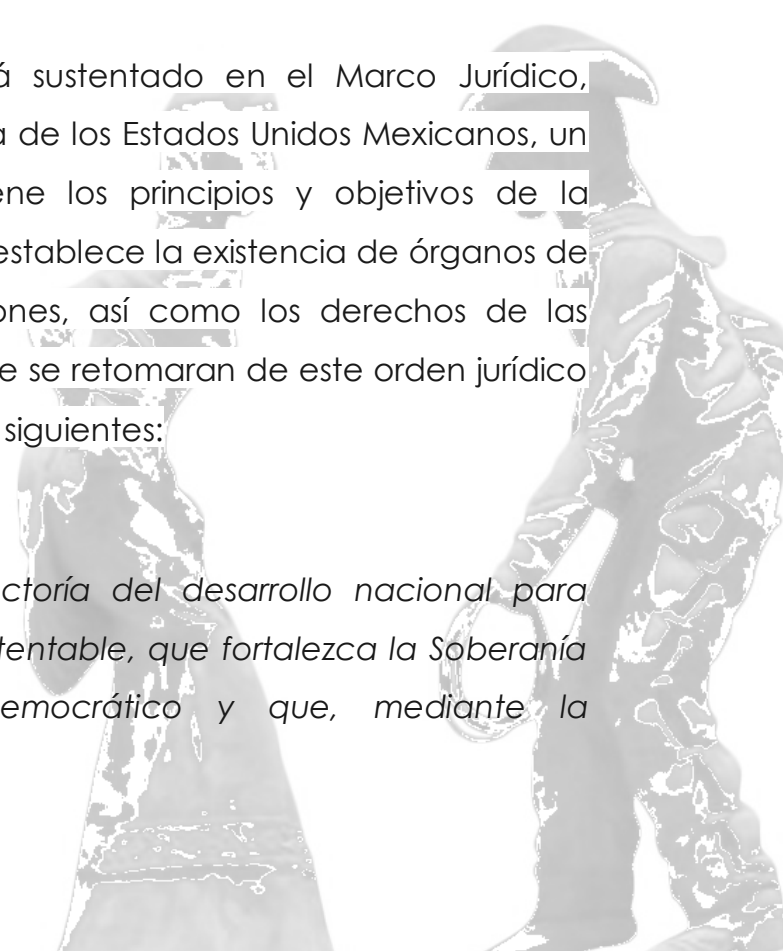 á sustentado en el Marco Jurídico,
a de los Estados Unidos Mexicanos, un
ene los principios y objetivos de la
establece la existencia de órganos de
ones, así como los derechos de las
e se retomaran de este orden jurídico
siguientes:
ctoría del desarrollo nacional para
tentable, que fortalezca la Soberanía
emocrático y que, mediante la